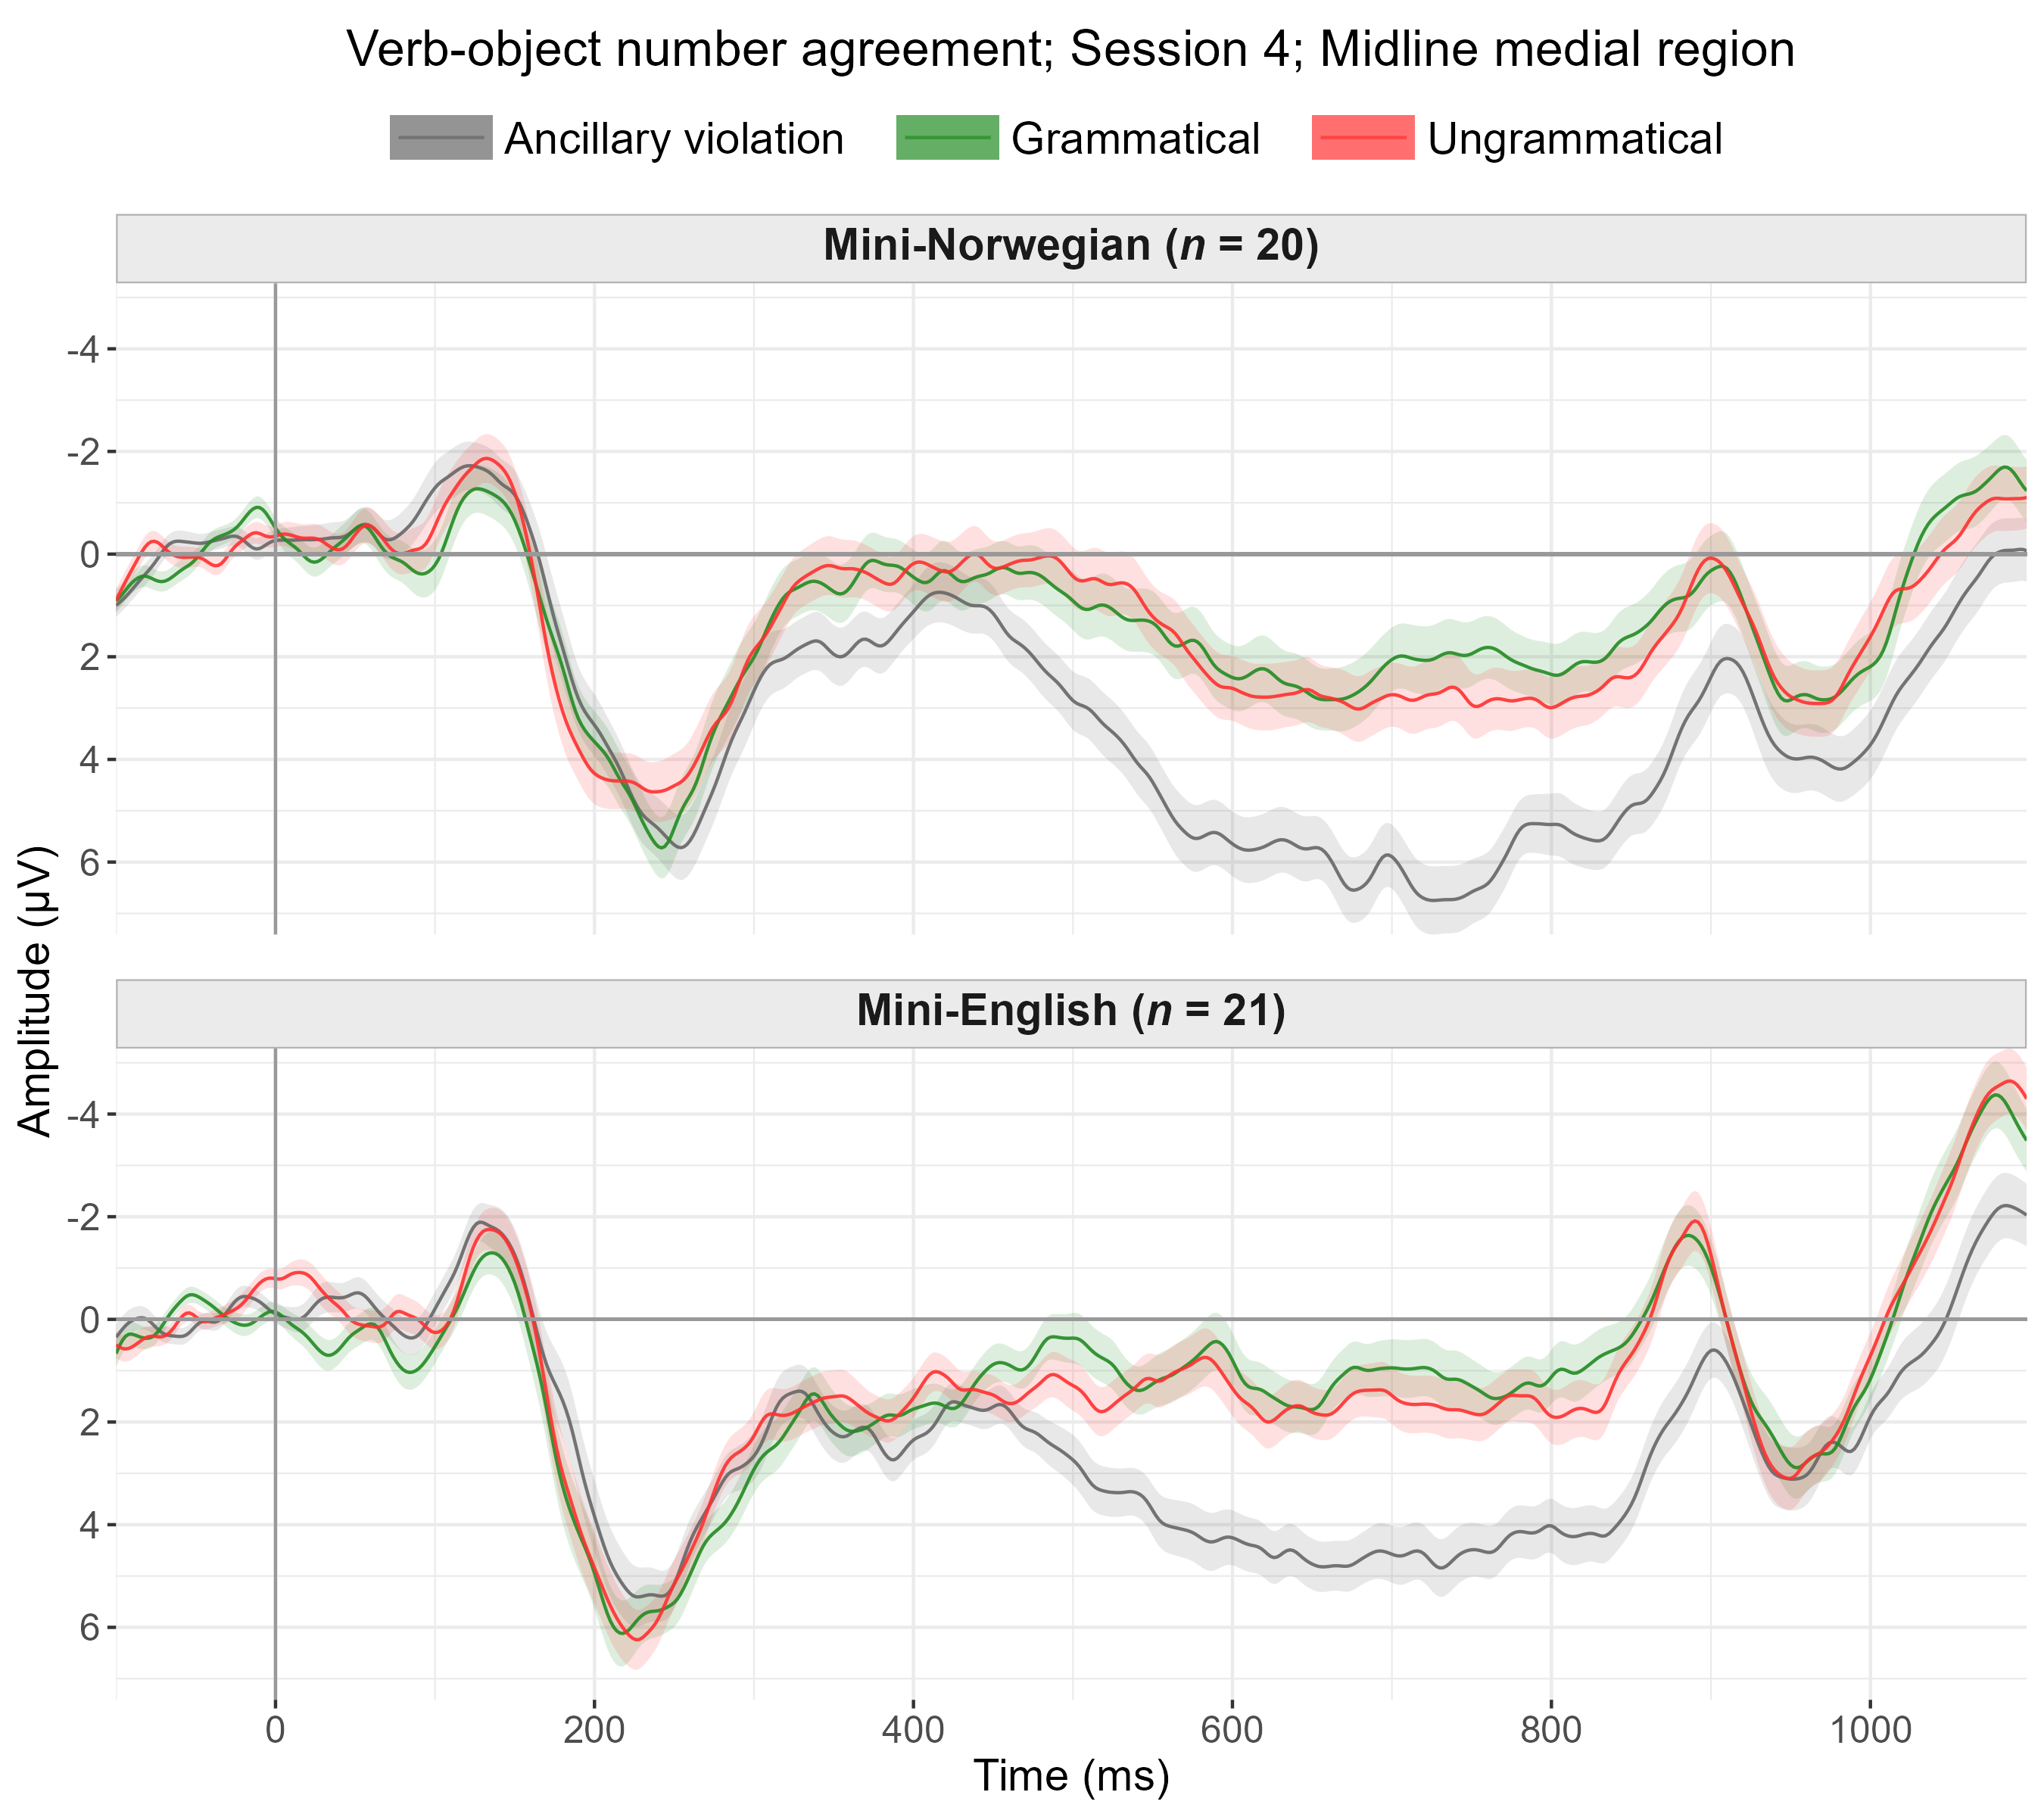 Verb-object number agreement; Session 4; Midline medial region
Ancillary violation Grammatical Ungrammatical
Mini-Norwegian (n = 20)
-4
-2
0
2
4
6
Mini-English (n = 21)
-4
-2
0
2
4
6
Amplitude (µV)
0 200 400 600 800 1000
Time (ms)